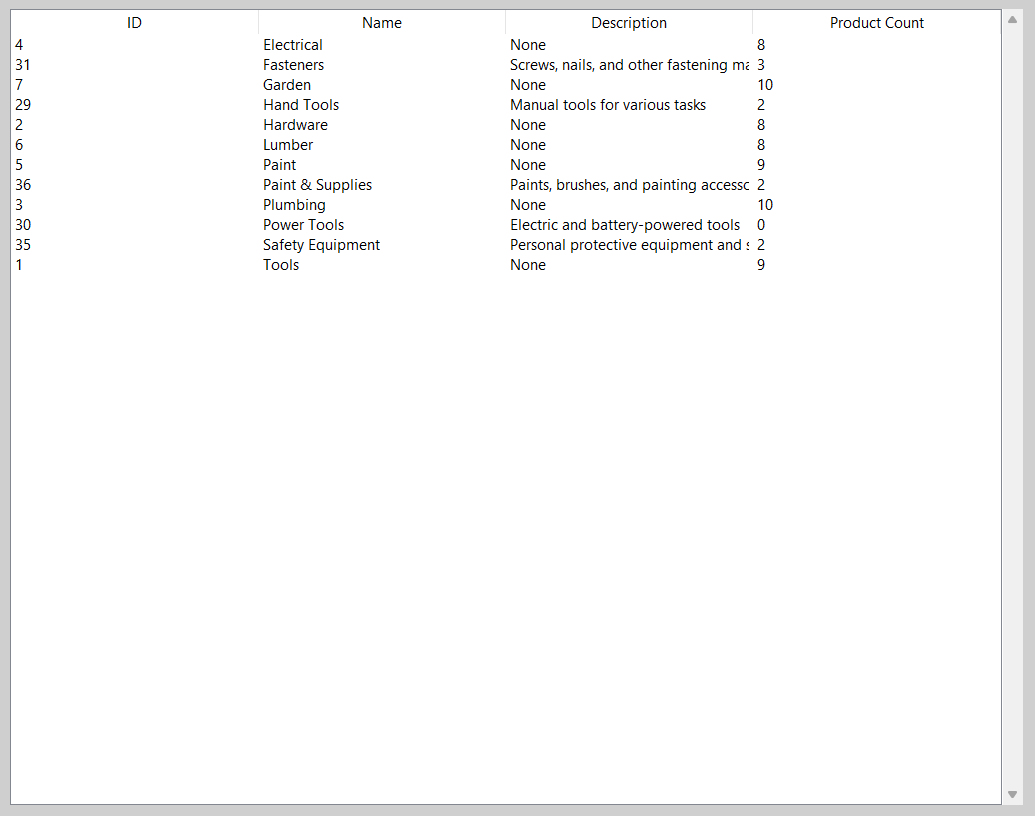 ID Name Description Product Count
4 Electrical None 8
31 Fasteners Screws, nails, and other fastening ma 3
7 Garden None 10
29 Hand Tools Manual tools for various tasks 2
2 Hardware None 8
6 Lumber None 8
5 Paint None 9
36 Paint & Supplies Paints, brushes, and painting accessc 2
3 Plumbing None 10
30 Power Tools Electric and battery-powered tools 0
35 Safety Equipment Personal protective equipment and s 2
1 Tools None 9